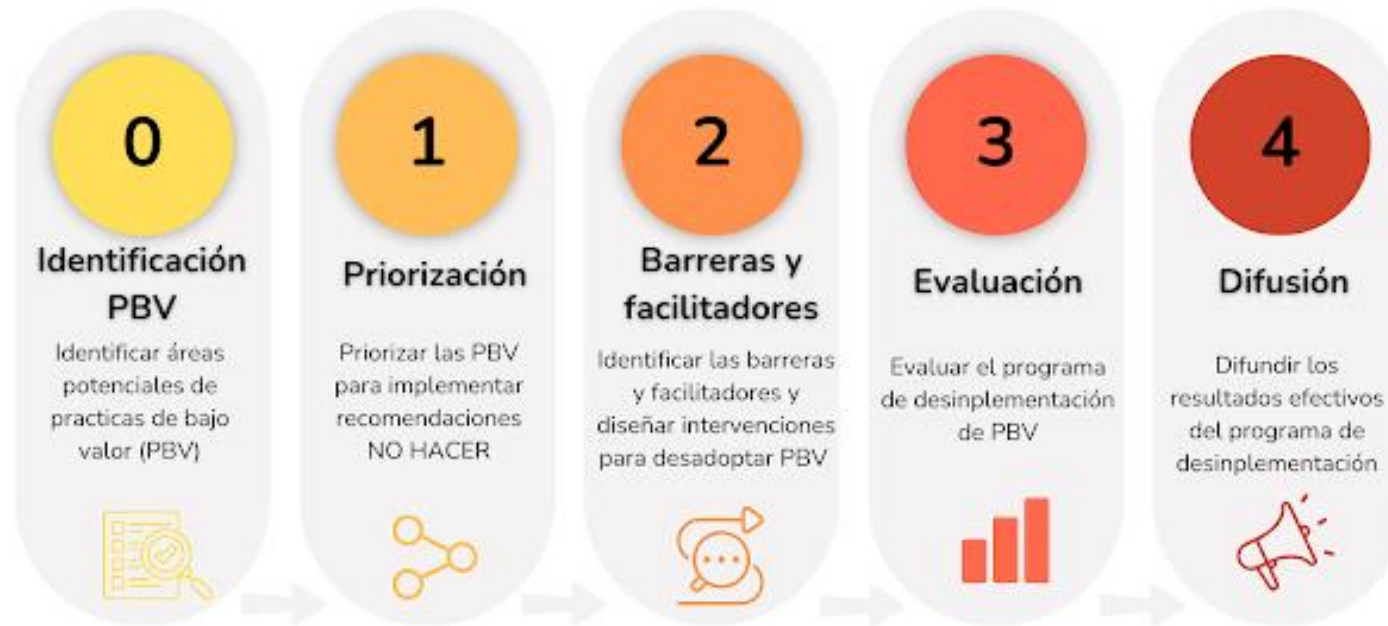 0
Identificación
PBV
Identificar áreas
potenciales de
practicas de bajo
valor (PBV)
1
Priorización
Priorizar las PBV
para implementar
recomendaciones
NO HACER
2
Barreras y
facilitadores
Identificar las barreras
y facilitadores y
diseñar intervenciones
para desadoptar PBV
3
Evaluación
Evaluar el programa
de desinplementación
de PBV
4
Difusión
Difundir los
resultados efectivos
del programa de
desinplementación